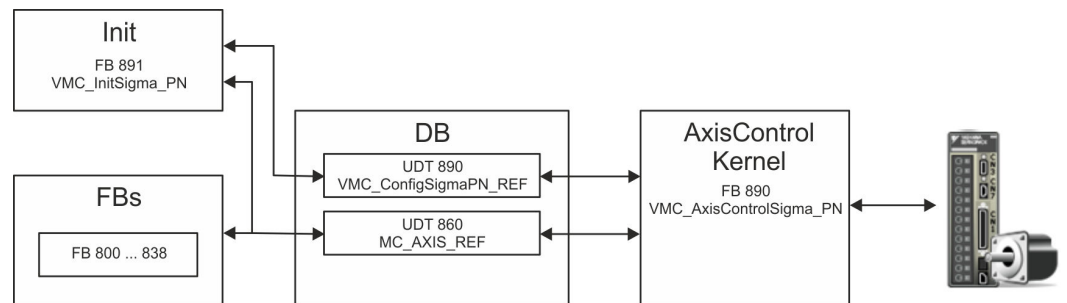 Init
FB 891
VMC_InitSigma_PN
FBs
FB 800 ... 838
DB
UDT 890
VMC_ConfigSigmaPN_REF
UDT 860
MC_AXIS_REF
AxisControl
Kernel
FB 890
VMC_AxisControlSigma_PN